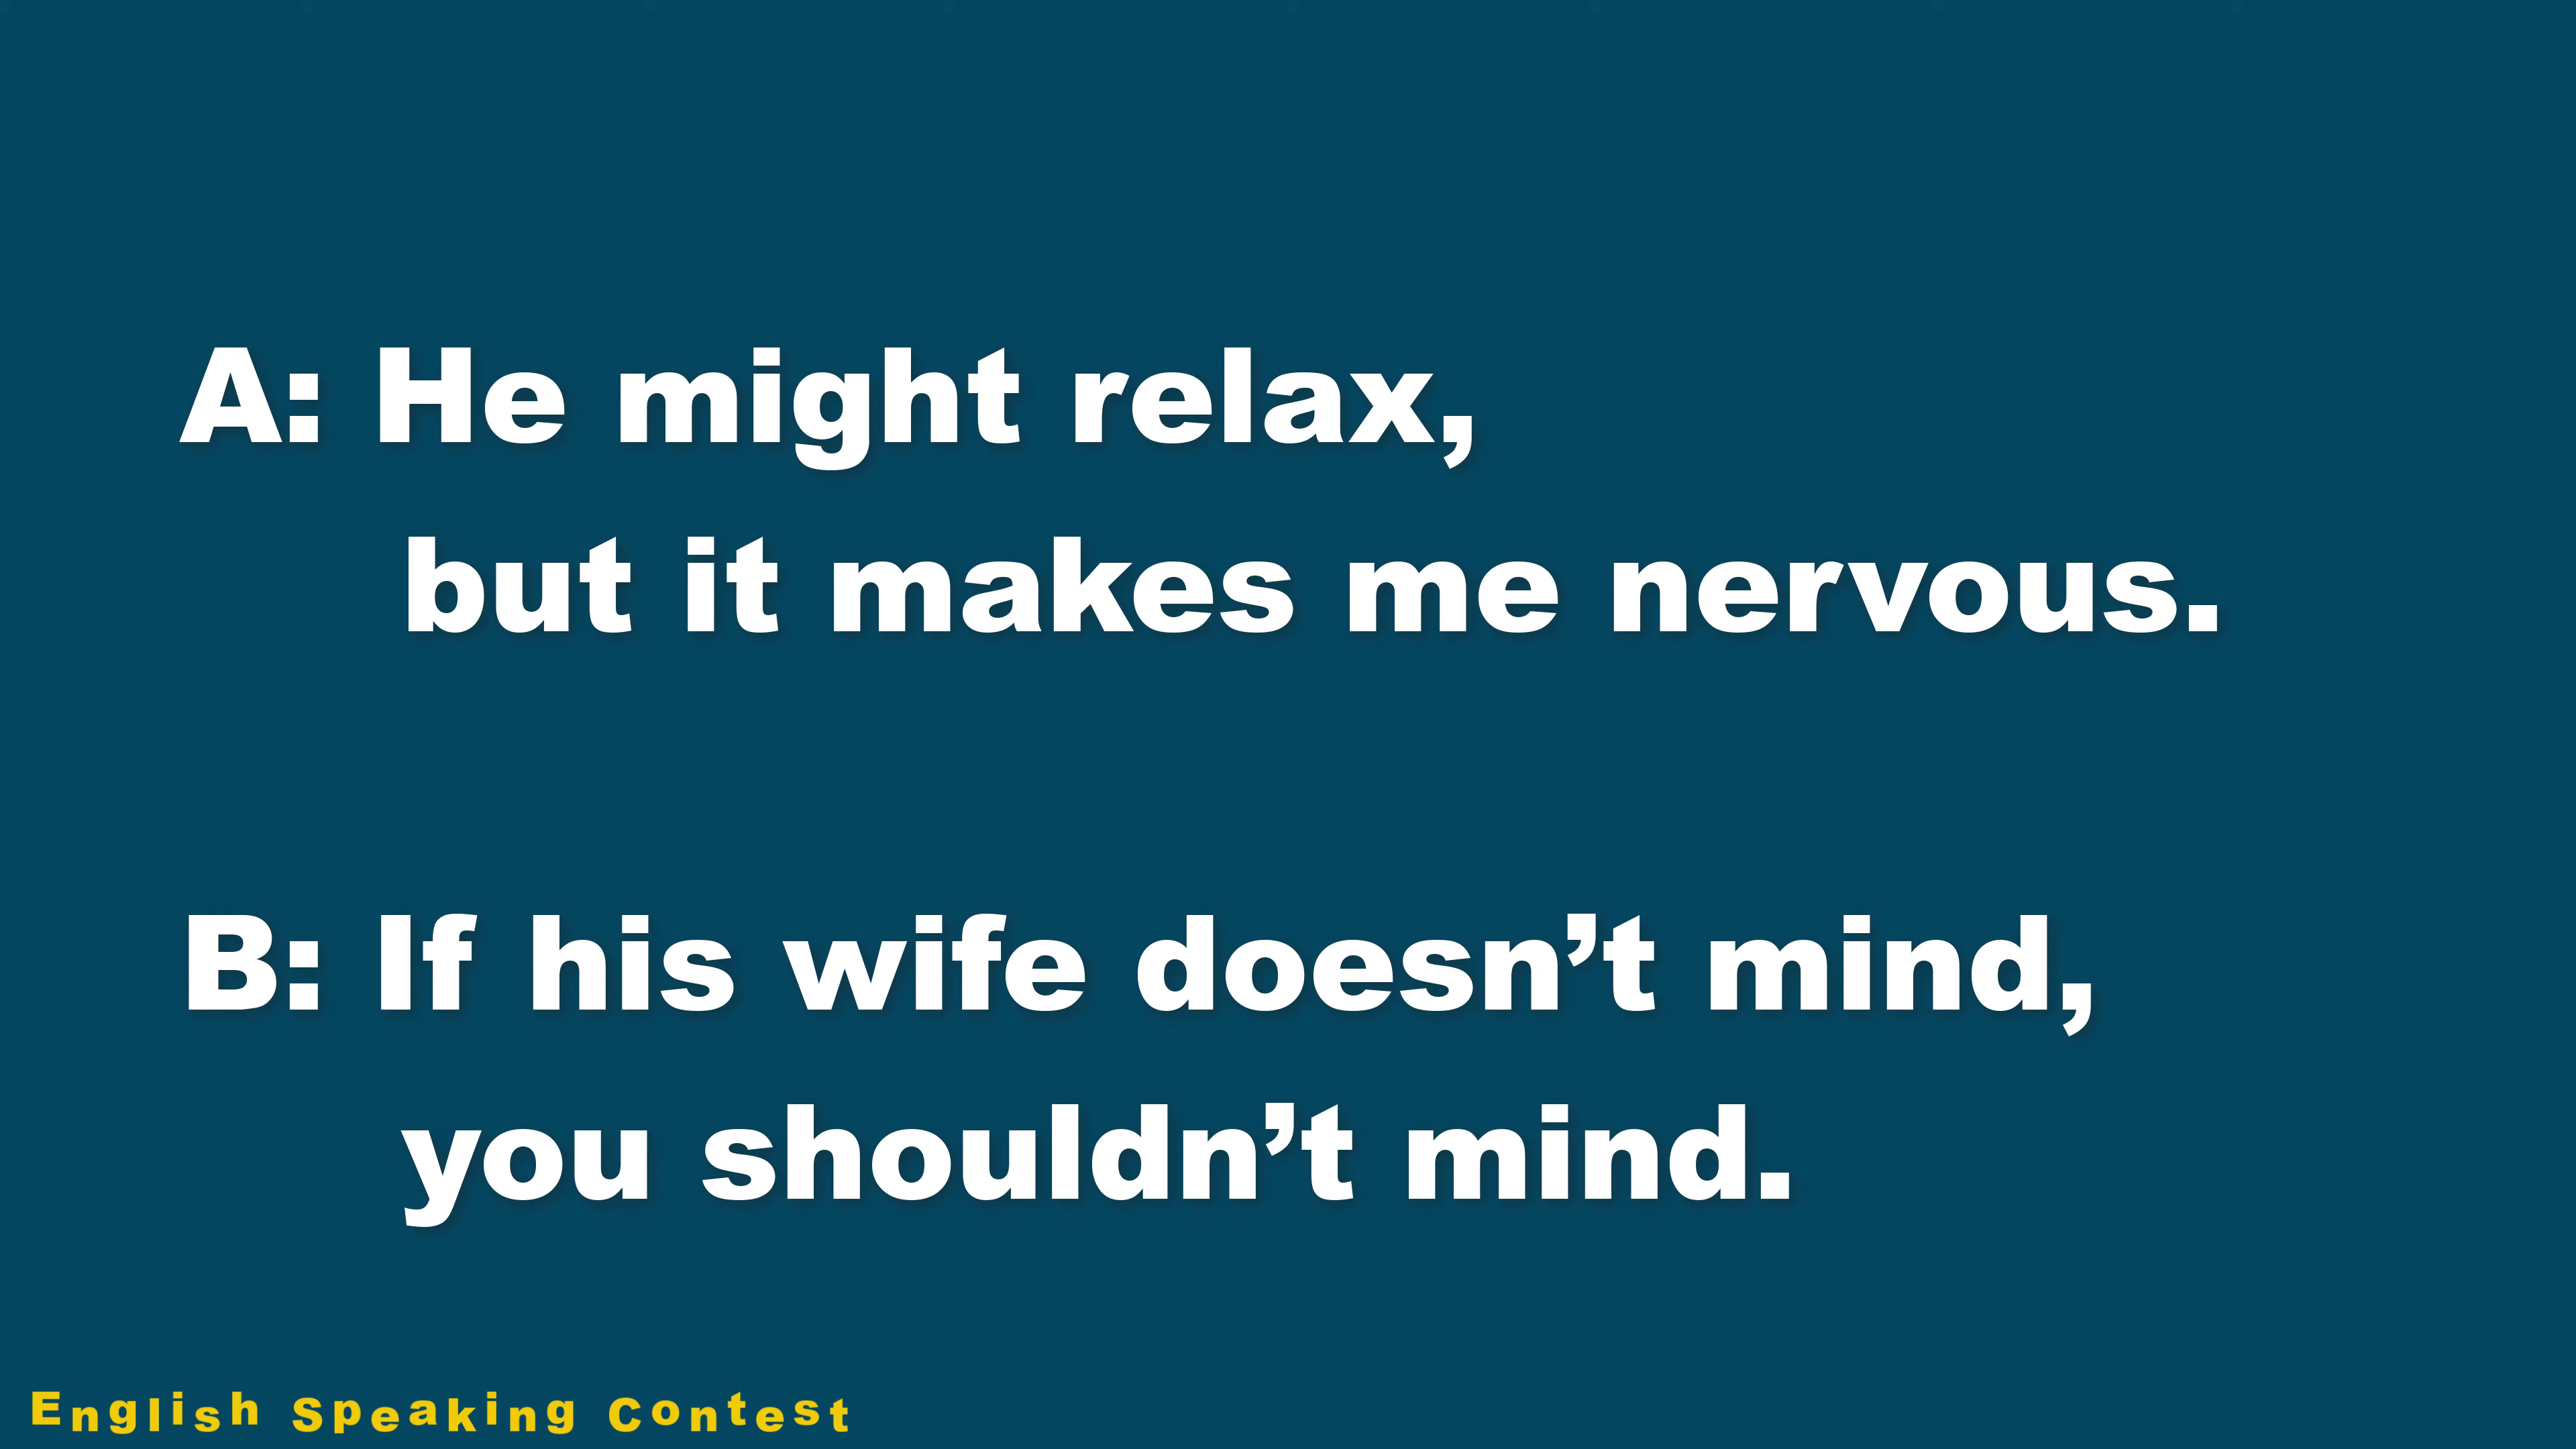 A: He might relax,
but it makes me nervous.
B: If his wife doesn’t mind,
you shouldn’t mind.
English Speaking Contest